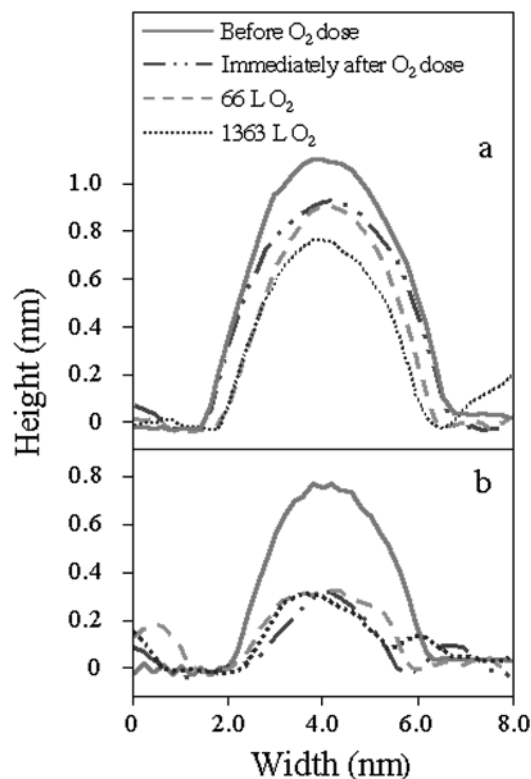 Before O₂ dose
Immediately after O₂ dose
66 L O₂
1363 L O₂
a
1.0
0.8
0.6
0.4
0.2
0
Height (nm)
b
0.8
0.6
0.4
0.2
0
0
2.0
4.0
6.0
8.0
Width (nm)